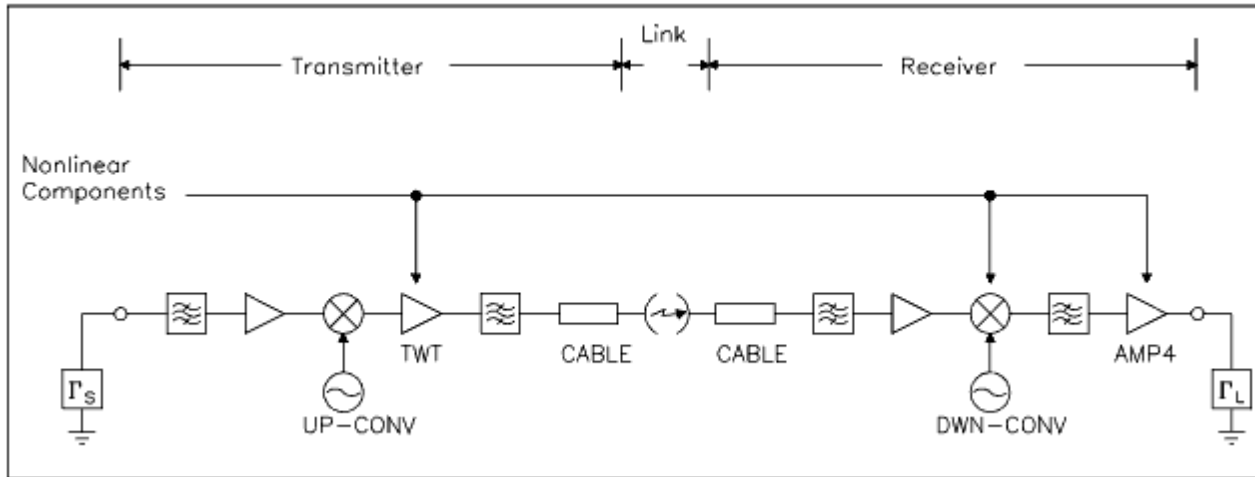 Link
Transmitter
Receiver
Nonlinear
Components
TWT
CABLE
CABLE
AMP4
ΓS
ΓL
UP-CONV
DWN-CONV